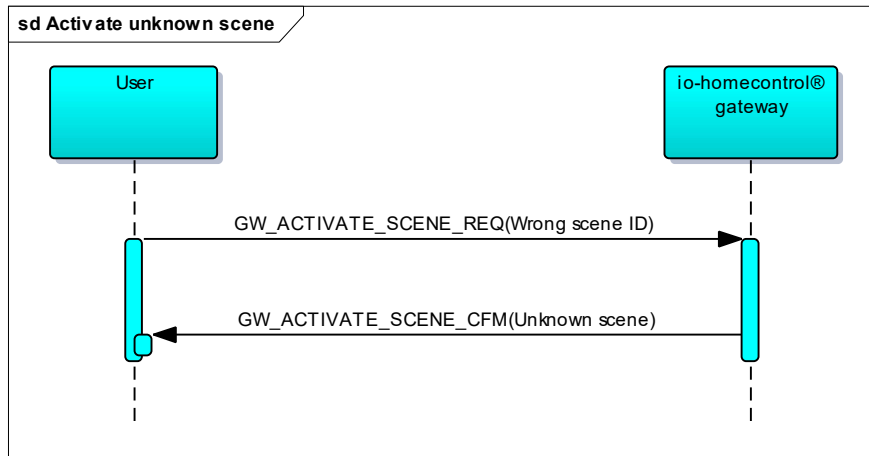 sd Activate unknown scene
User
io-homecontrol®
gateway
GW_ACTIVATE_SCENE_REQ(Wrong scene ID)
GW_ACTIVATE_SCENE_CFM(Unknown scene)